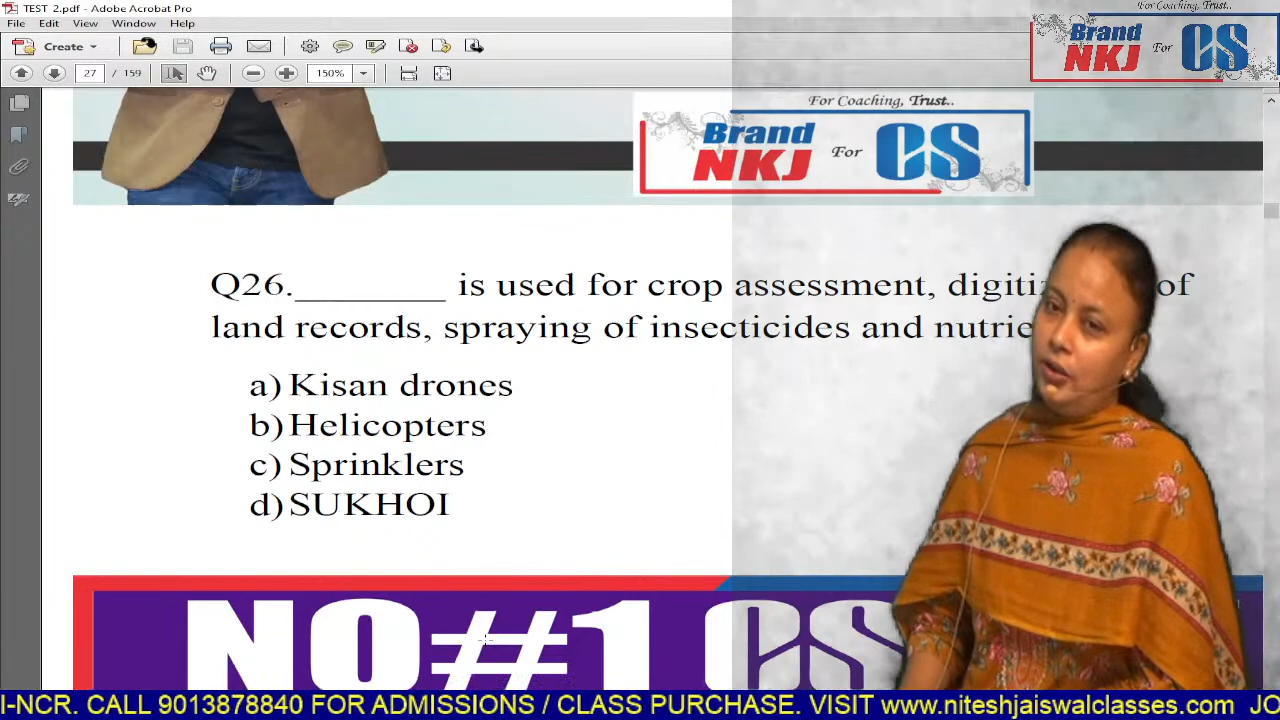 TEST 2.pdf - Adobe Acrobat Pro
For Coaching, Trust..
File Edit View Window Help
Brand
NKJ For CS
Create
27 / 159
150%
For Coaching, Trust..
Brand
NKJ For CS
Q26.__________ is used for crop assessment, of
land records, spraying of insecticides and
a) Kisan drones
b) Helicopters
c) Sprinklers
d) SUKHOI
NO#1 CS
I-NCR. CALL 9013878840 FOR ADMISSIONS / CLASS PURCHASE. VISIT www.niteshjaiswalclasses.com JO